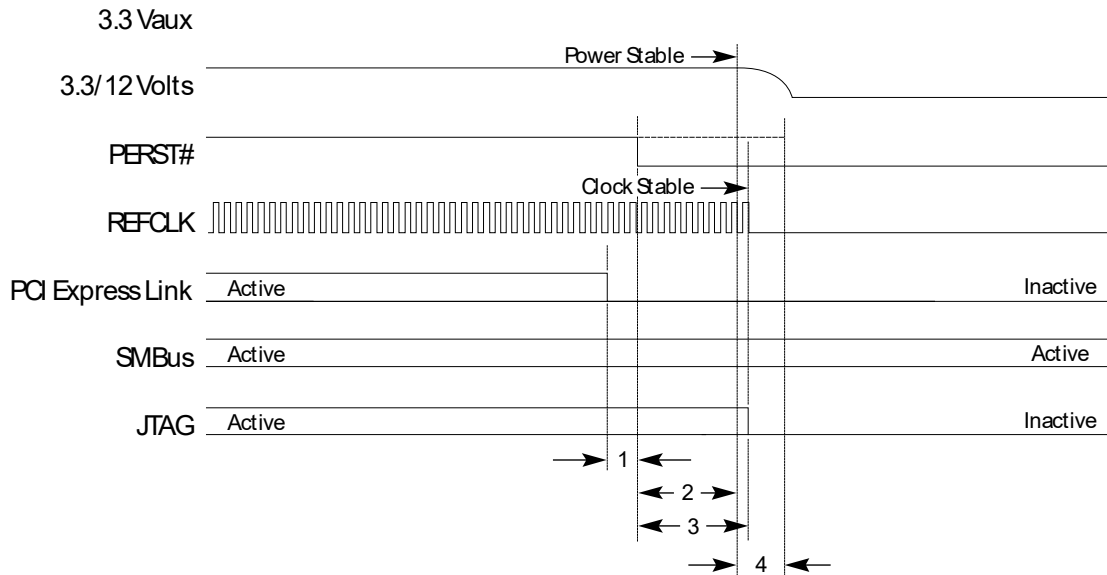 3.3 Vaux
Power Stable
3.3/12 Volts
PERST#
Clock Stable
REFCLK
PCI Express Link
Active
Inactive
SMBus
Active
Active
JTAG
Active
Inactive
1
2
3
4